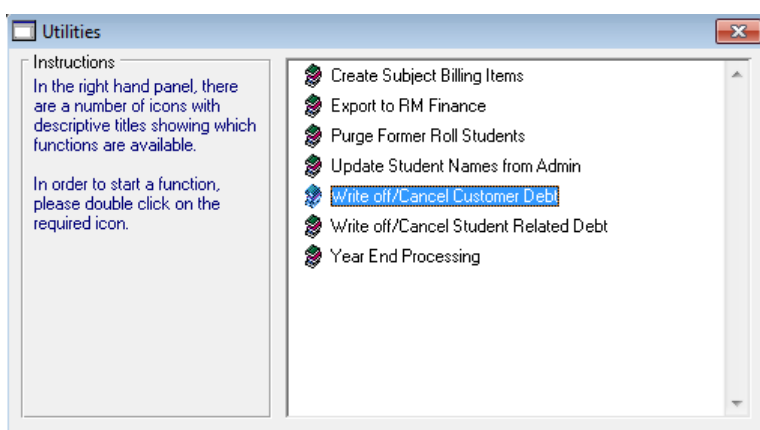 Utilities
Instructions
In the right hand panel, there
are a number of icons with
descriptive titles showing which
functions are available.
In order to start a function,
please double click on the
required icon.
Create Subject Billing Items
Export to RM Finance
Purge Former Roll Students
Update Student Names from Admin
Write off/Cancel Customer Debt
Write off/Cancel Student Related Debt
Year End Processing